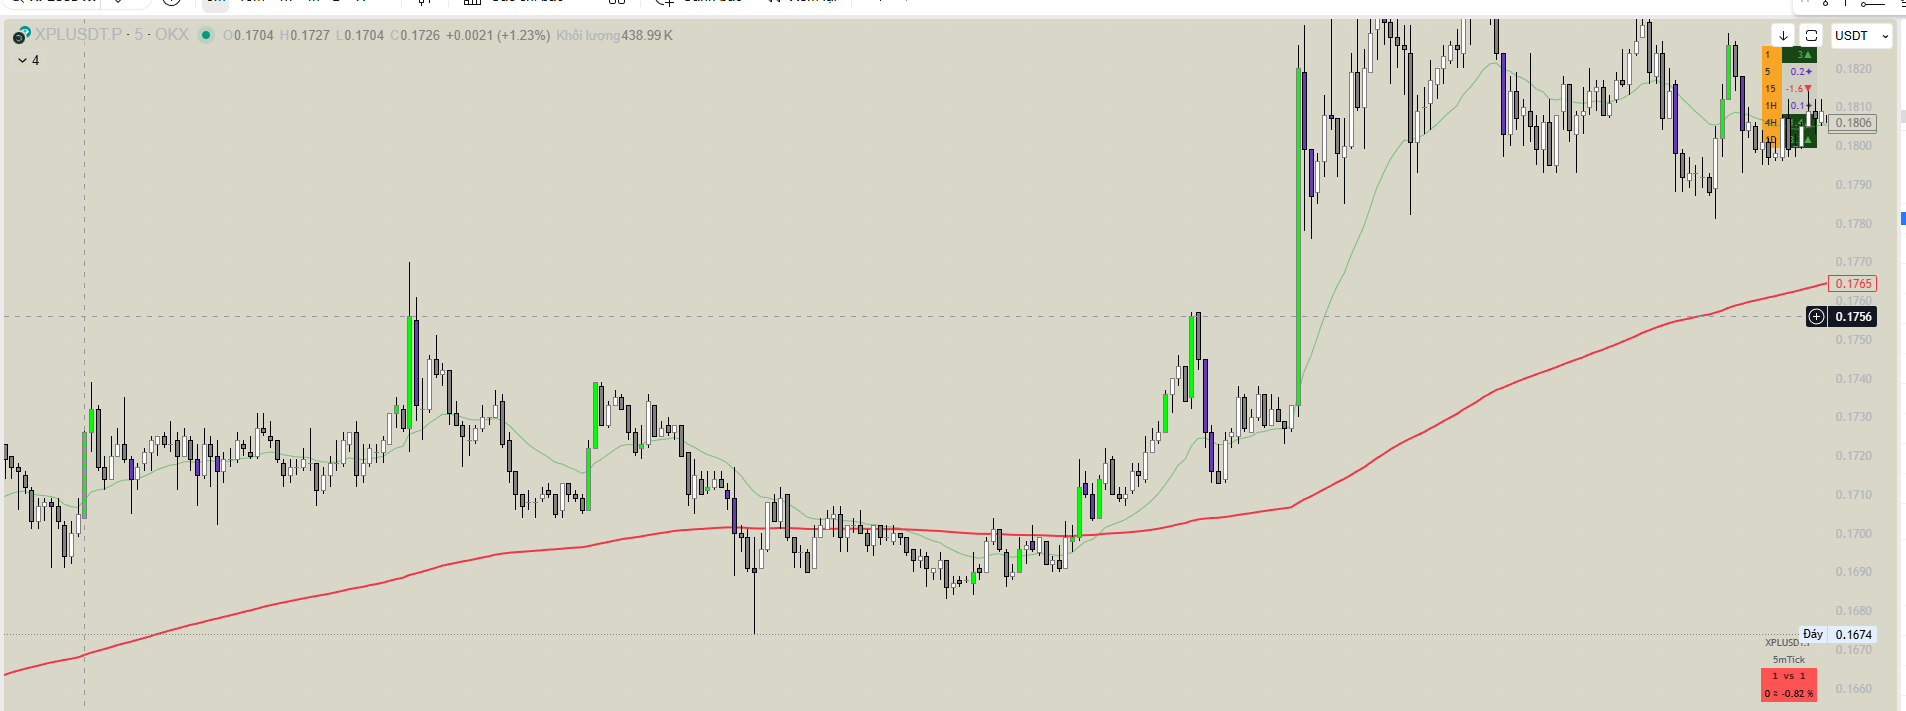 XPLUSDT.P · 5 · OKX O0.1704 H0.1727 L0.1704 C0.1726 +0.0021 (+1.23%) Khối lượng438.99 K
4
USDT
1 3▲
5 0.2✦
15 -1.6▼
1H 0.1
4H
1D
0.1820
0.1810
0.1806
0.1800
0.1790
0.1780
0.1770
0.1765
0.1760
0.1756
0.1750
0.1740
0.1730
0.1720
0.1710
0.1700
0.1690
0.1680
Đáy 0.1674
XPLUSDT.P
0.1670
5mTick
1 vs 1
0.1660
0 ≈ -0.82 %